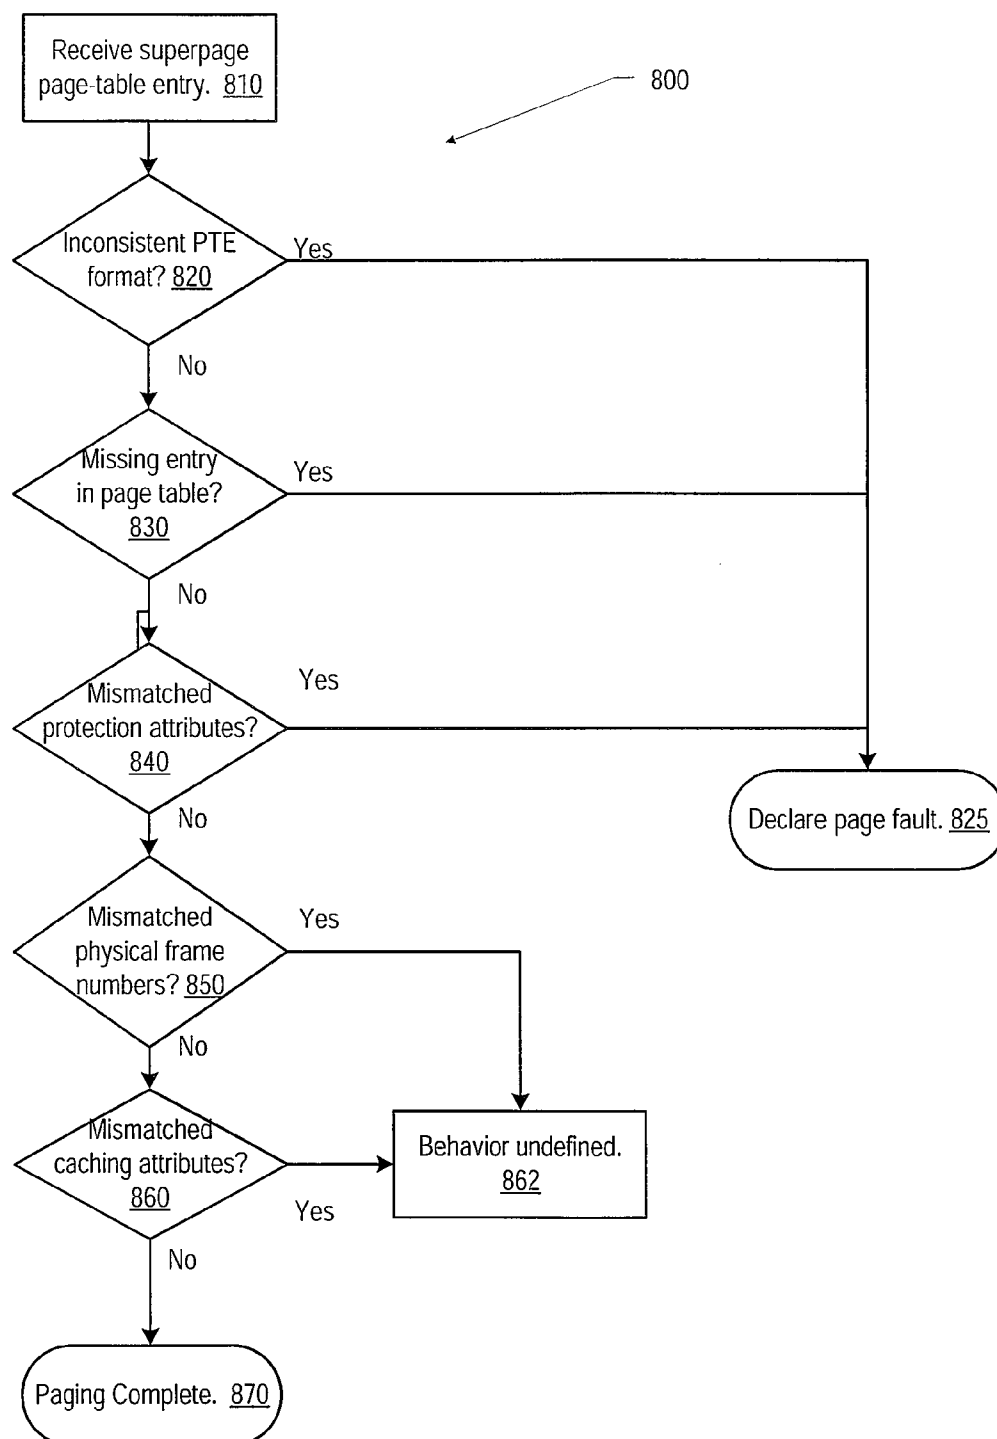 Receive superpage
page-table entry. 810
800
Inconsistent PTE
format? 820
Yes
No
Missing entry
in page table?
830
Yes
No
Mismatched
protection attributes?
840
Yes
No
Declare page fault. 825
Mismatched
physical frame
numbers? 850
Yes
No
Mismatched
caching attributes?
860
Yes
Behavior undefined.
862
No
Paging Complete. 870